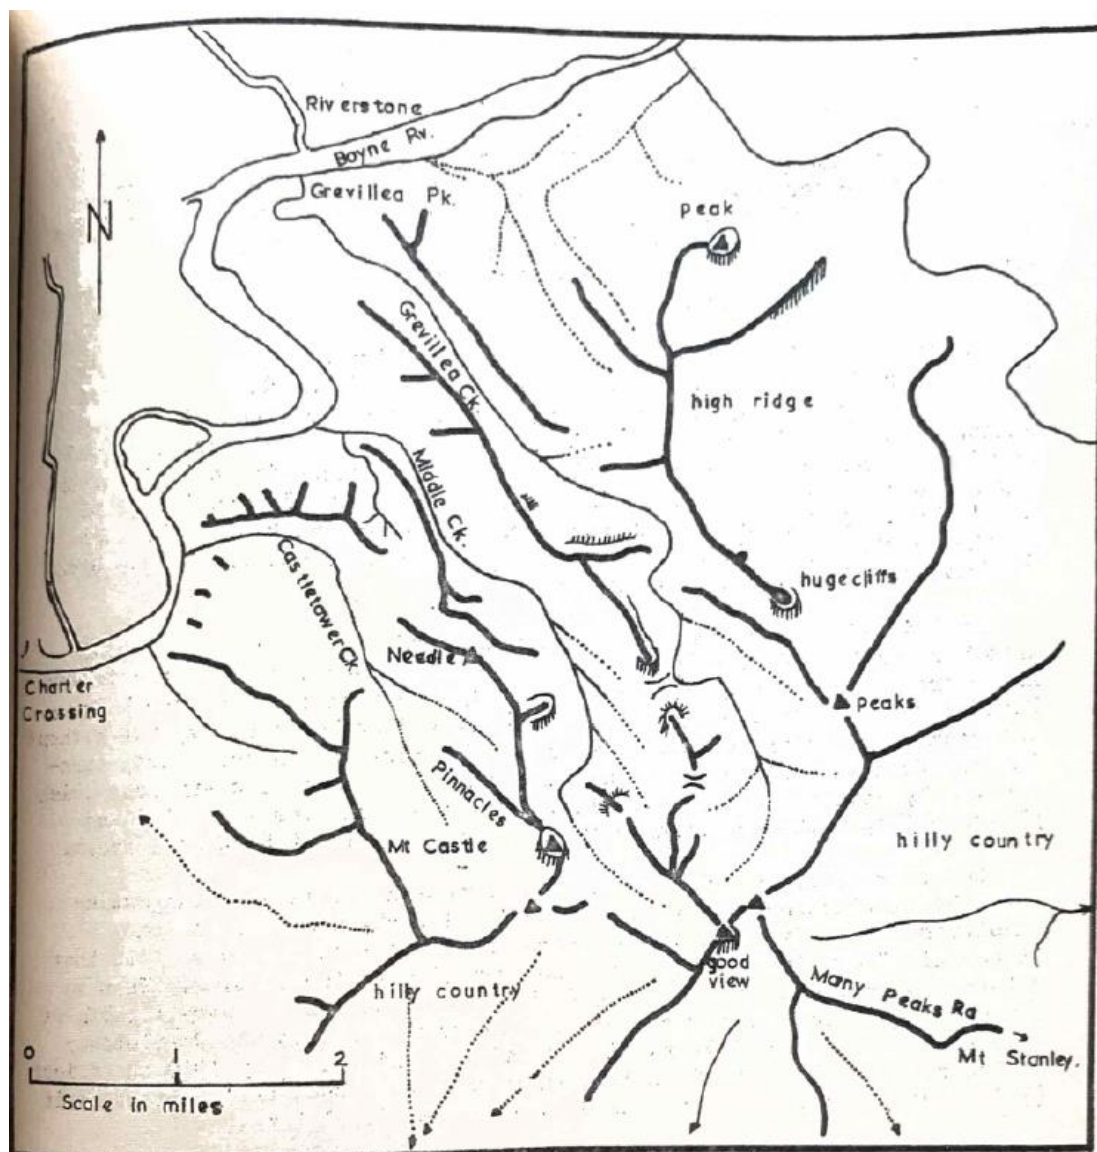 Riverstone
Boyne Rv.
Grevillea Pk.
N
peak
Grevillea Ck.
high ridge
Middle Ck.
huge cliffs
Castletower Ck
Needle
Charter
Crossing
peaks
Pinnacles
Mt Castle
hilly country
good
view
hilly country
Many Peaks Ra
Mt Stanley.
0 1 2
Scale in miles